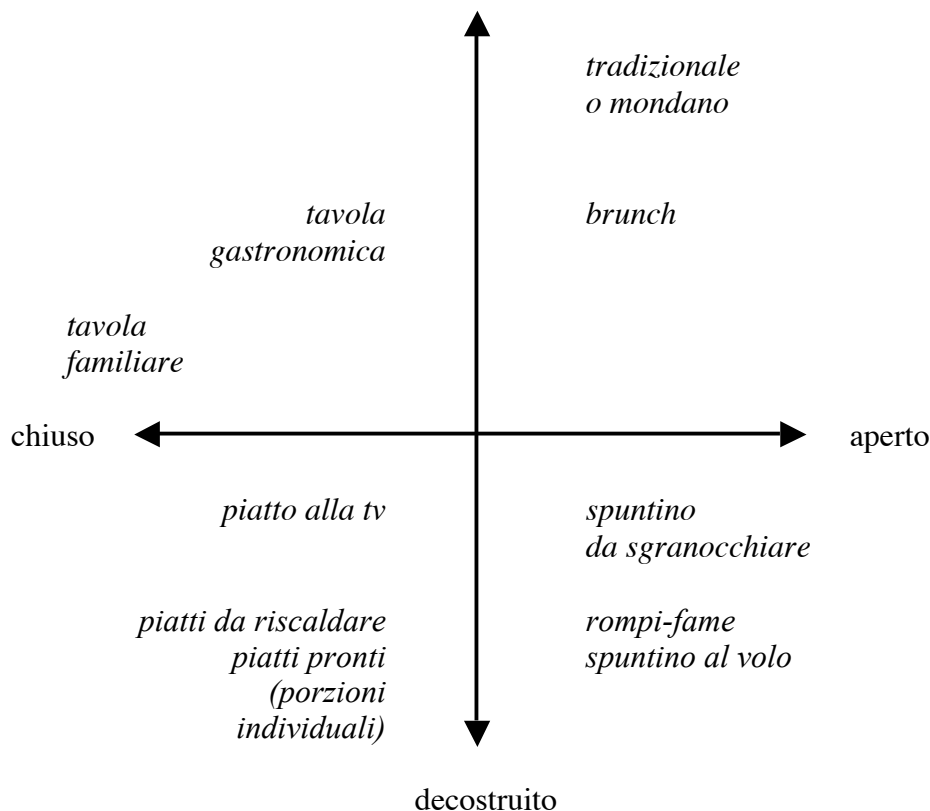 tradizionale
o mondano
tavola
gastronomica
brunch
tavola
familiare
chiuso
aperto
piatto alla tv
spuntino
da sgranocchiare
piatti da riscaldare
piatti pronti
(porzioni
individuali)
rompi-fame
spuntino al volo
decostruito